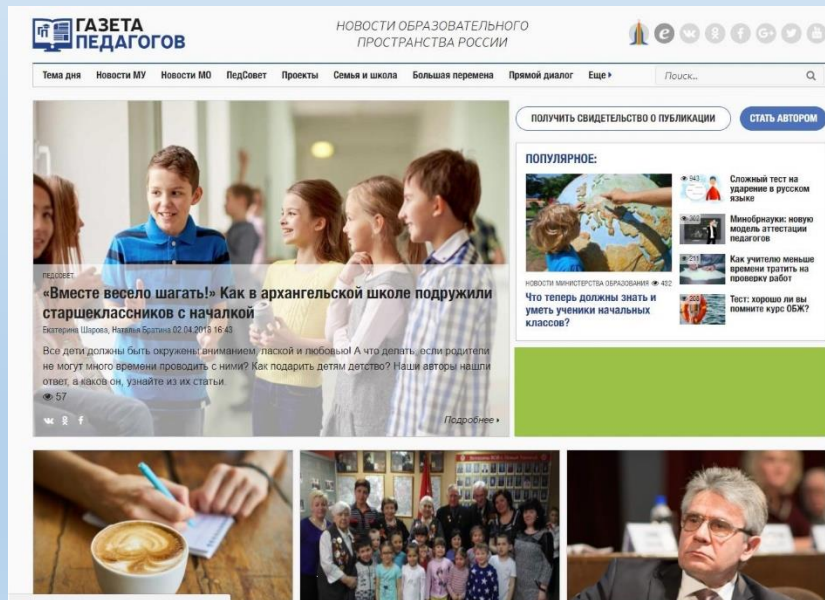 ГАЗЕТА
ПЕДАГОГОВ
НОВОСТИ ОБРАЗОВАТЕЛЬНОГО
ПРОСТРАНСТВА РОССИИ
Тема дня Новости МУ Новости МО ПедСовет Проекты Семья и школа Большая перемена Прямой диалог Еще
Поиск...
ПОЛУЧИТЬ СВИДЕТЕЛЬСТВО О ПУБЛИКАЦИИ
СТАТЬ АВТОРОМ
ПЕДСОВЕТ
«Вместе весело шагать!» Как в архангельской школе подружили
старшеклассников с началкой
Екатерина Шарова, Наталья Братина 02.04.2018 16:43
Все дети должны быть окружены вниманием, лаской и любовью! А что делать, если родители
не могут много времени проводить с ними? Как подарить детям детство? Наши авторы нашли
ответ, а каков он, узнайте из их статьи.
57
Подробнее
ПОПУЛЯРНОЕ:
НОВОСТИ МИНИСТЕРСТВА ОБРАЗОВАНИЯ 402
Что теперь должны знать и
уметь ученики начальных
классов?
943
Сложный тест на
ударение в русском
языке
Минобрнауки: новую
модель аттестации
педагогов
211
Как учителю меньше
времени тратить на
проверку работ
Тест: хорошо ли вы
помните курс ОБЖ?